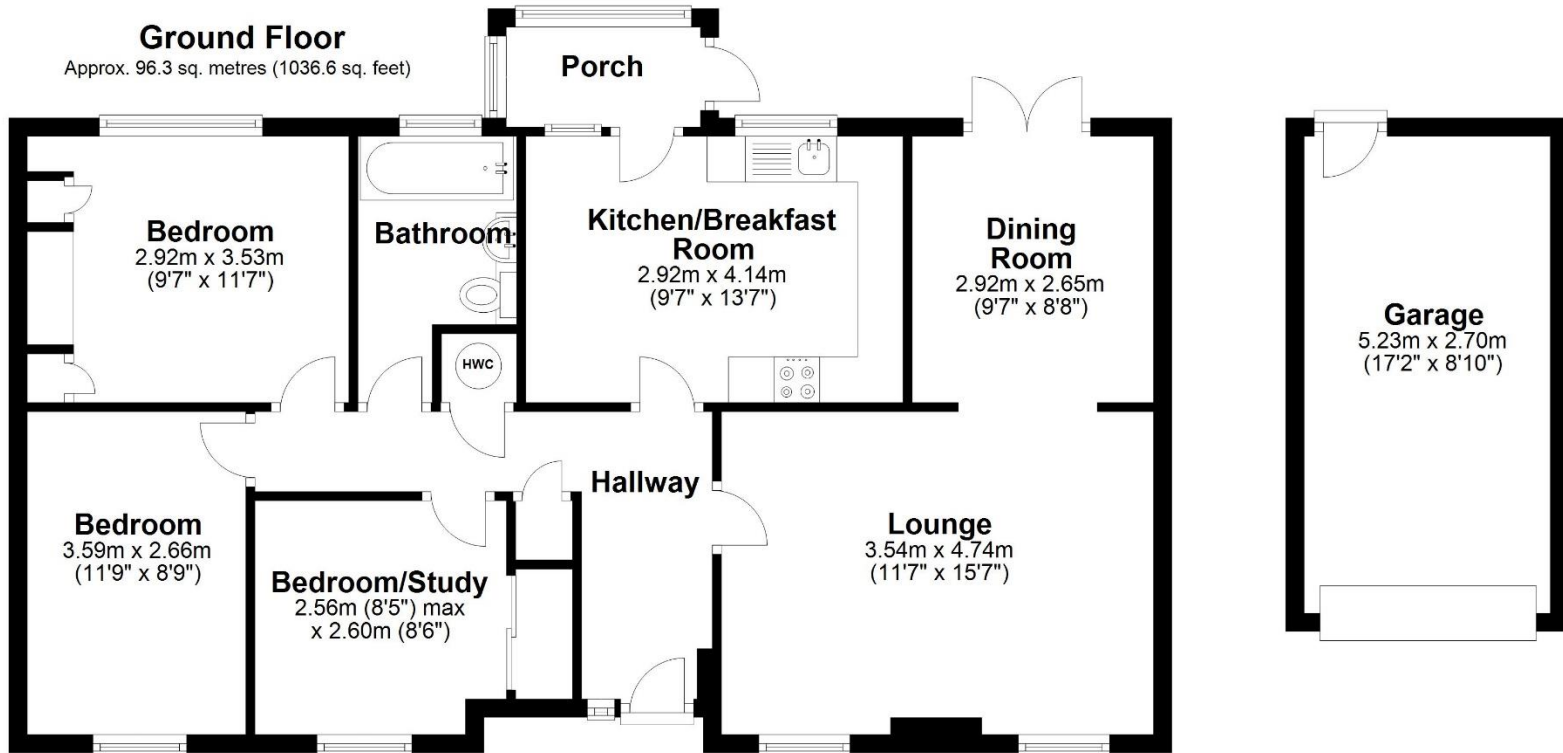 Ground Floor
Approx. 96.3 sq. metres (1036.6 sq. feet)
Porch
Bedroom
2.92m x 3.53m
(9'7" x 11'7")
Bathroom
Kitchen/Breakfast
Room
2.92m x 4.14m
(9'7" x 13'7")
Dining
Room
2.92m x 2.65m
(9'7" x 8'8")
Garage
5.23m x 2.70m
(17'2" x 8'10")
HWC
Hallway
Bedroom
3.59m x 2.66m
(11'9" x 8'9")
Bedroom/Study
2.56m (8'5") max
x 2.60m (8'6")
Lounge
3.54m x 4.74m
(11'7" x 15'7")